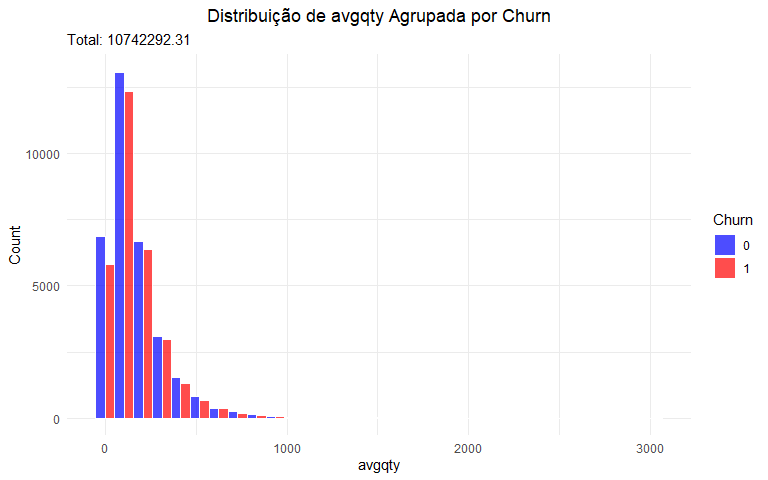 Distribuição de avgqty Agrupada por Churn
Total: 10742292.31
Count
10000
5000
0
0
1000
2000
3000
avgqty
Churn
0
1